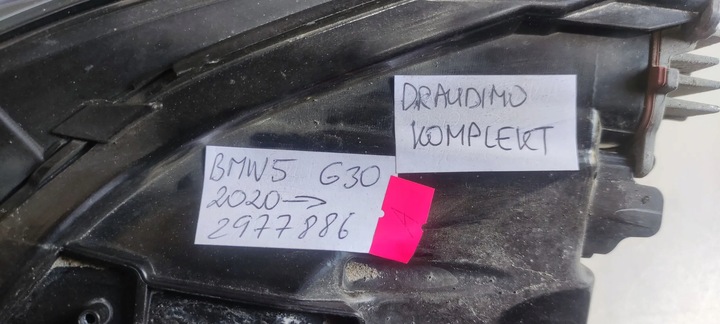 DRAUDIMO
KOMPLEKT
BMW5 G30
2020→
2977886